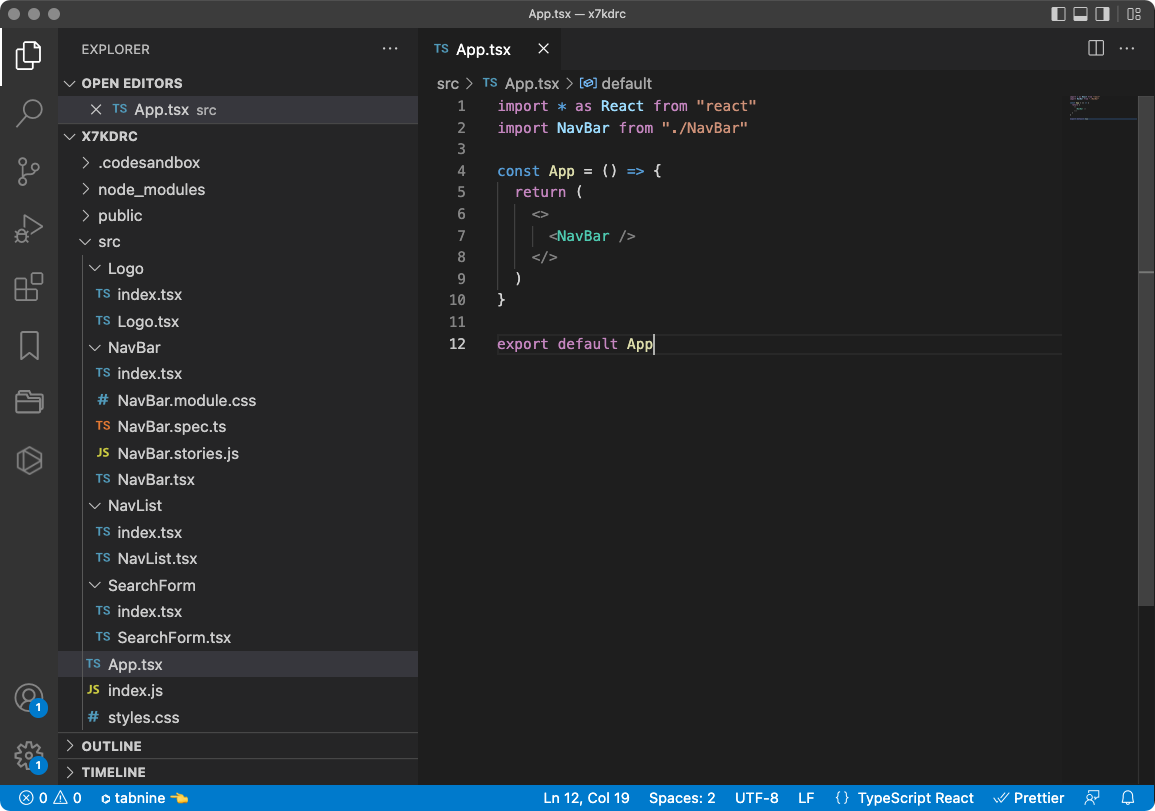 App.tsx — x7kdrc
EXPLORER
OPEN EDITORS
TS App.tsx src
X7KDRC
.codesandbox
node_modules
public
src
Logo
TS index.tsx
TS Logo.tsx
NavBar
TS index.tsx
# NavBar.module.css
TS NavBar.spec.ts
JS NavBar.stories.js
TS NavBar.tsx
NavList
TS index.tsx
TS NavList.tsx
SearchForm
TS index.tsx
TS SearchForm.tsx
TS App.tsx
JS index.js
# styles.css
OUTLINE
TIMELINE
1
1
TS App.tsx
src > TS App.tsx > default
1 import * as React from "react"
2 import NavBar from "./NavBar"
3
4 const App = () => {
5 return (
6 <>
7 <NavBar />
8 </>
9 )
10 }
11
12 export default App
0 0 tabnine 👈 Ln 12, Col 19 Spaces: 2 UTF-8 LF {} TypeScript React Prettier